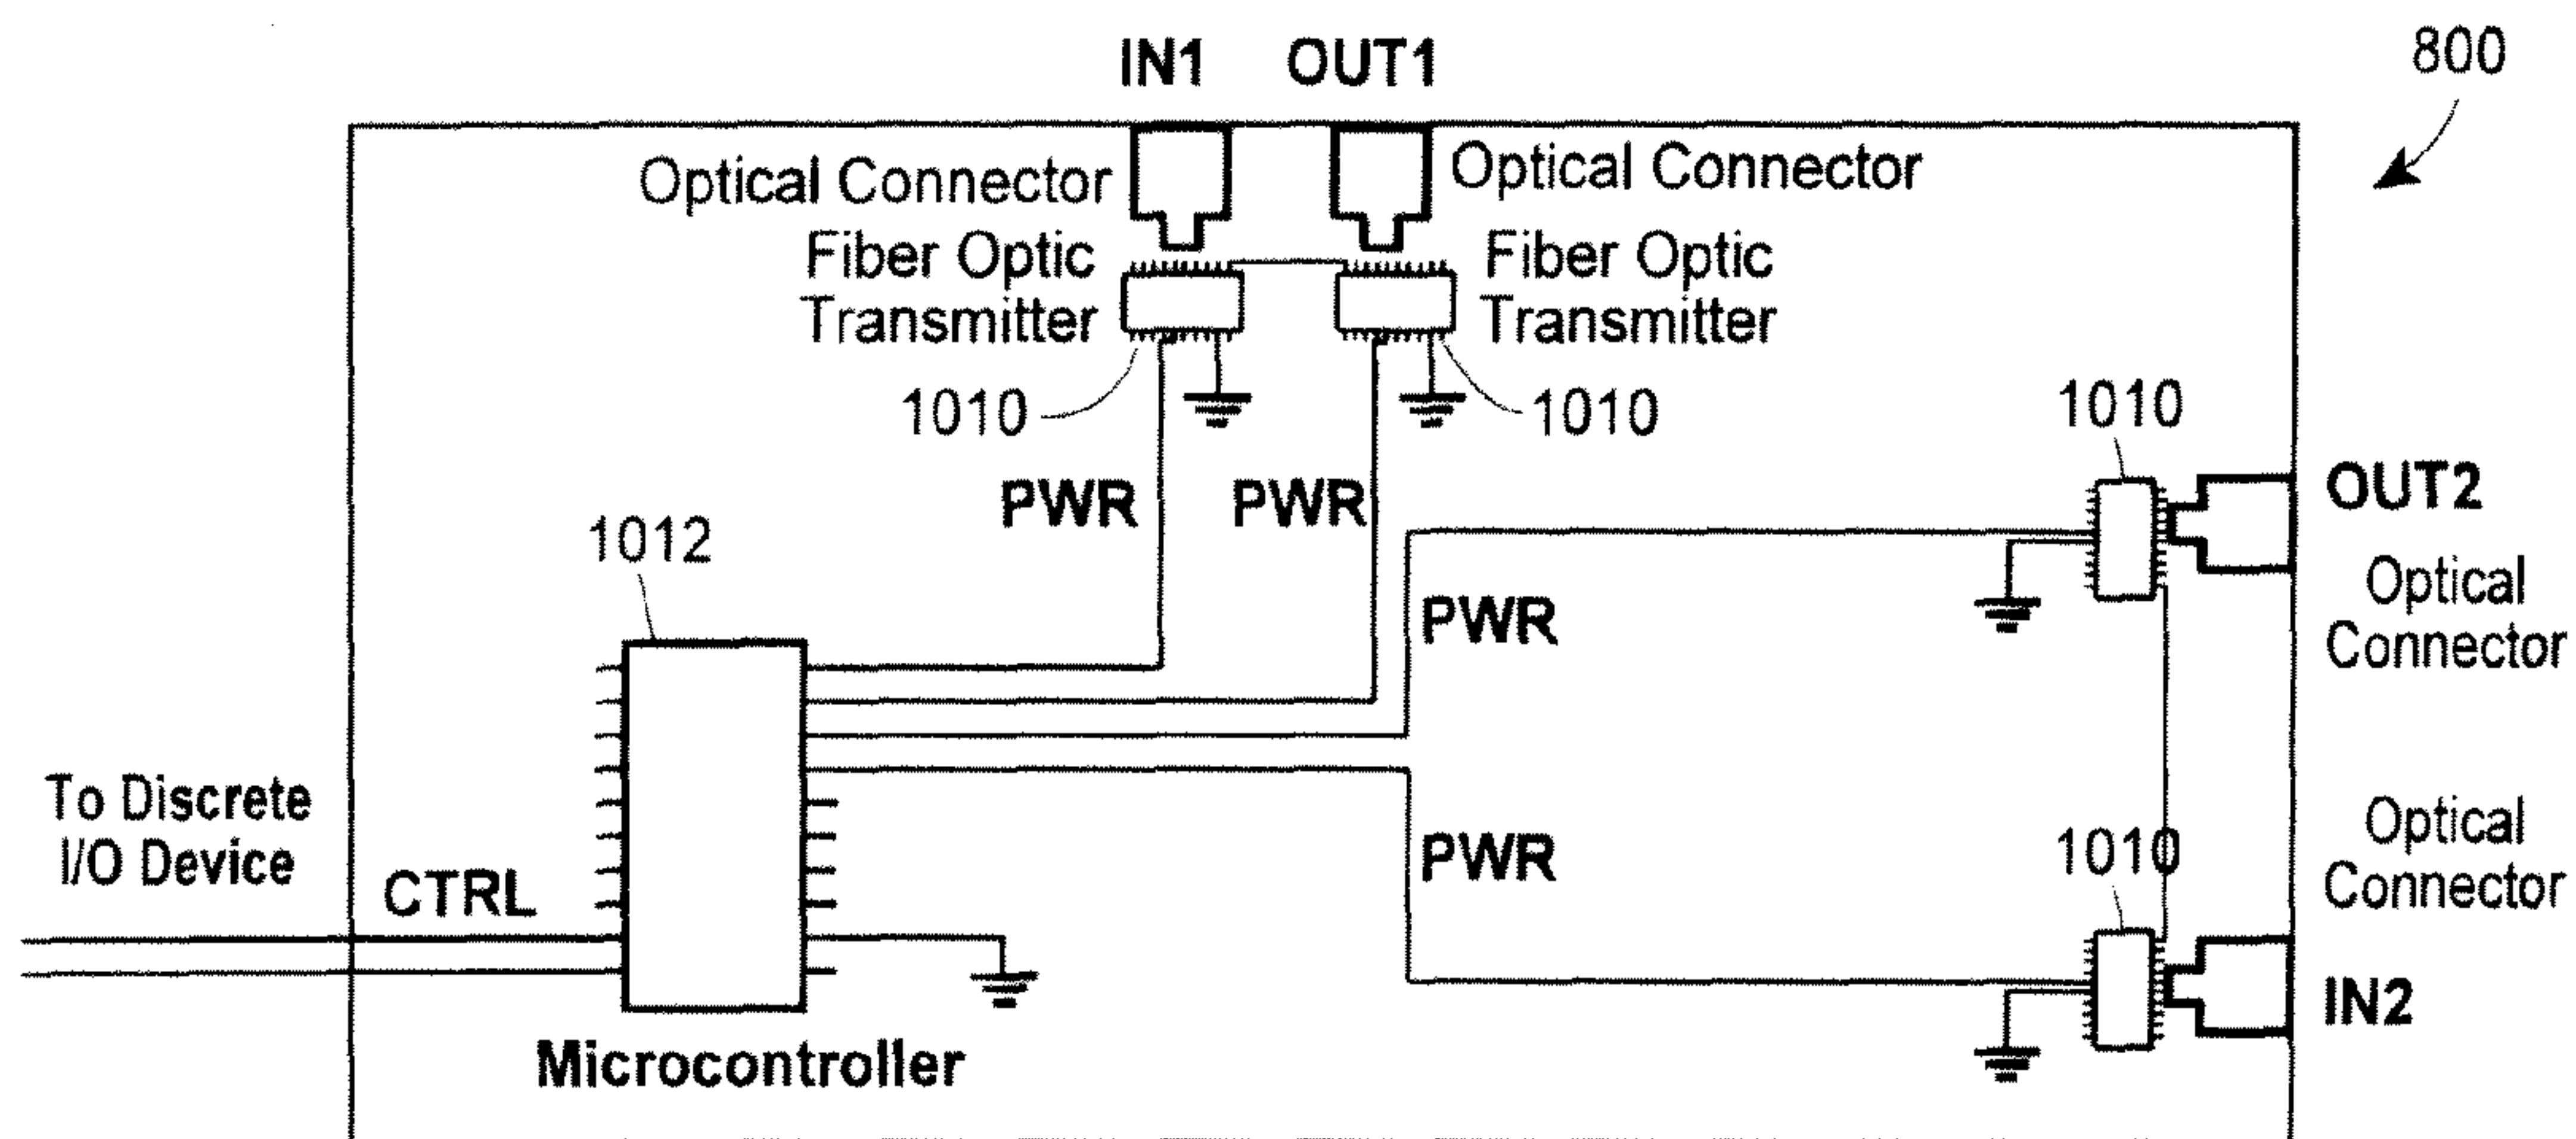 IN1
OUT1
800
Optical Connector
Optical Connector
Fiber Optic
Transmitter
Fiber Optic
Transmitter
1010
1010
1010
PWR
PWR
OUT2
1012
Optical
Connector
PWR
To Discrete
I/O Device
Optical
Connector
1010
PWR
CTRL
IN2
Microcontroller